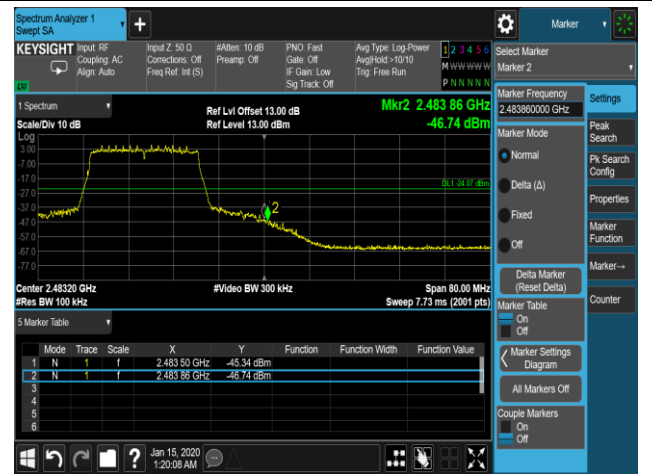 Spectrum Analyzer 1
Swept SA
Marker
KEYSIGHT
Input: RF
Coupling: AC
Align: Auto
Input Z: 50 Ω
Corrections: Off
Freq Ref: Int (S)
#Atten: 10 dB
Preamp: Off
PNO: Fast
Gate: Off
IF Gain: Low
Sig Track: Off
Avg Type: Log-Power
Avg|Hold:>10/10
Trig: Free Run
1 2 3 4 5 6
M W W W W W
P N N N N N
Select Marker
Marker 2
1 Spectrum
Scale/Div 10 dB
Ref Lvl Offset 13.00 dB
Ref Level 13.00 dBm
Mkr2 2.483 86 GHz
-46.74 dBm
Log
3.00
-7.00
-17.0
-27.0
-37.0
-47.0
-57.0
-67.0
-77.0
DL1 -24.07 dBm
2
Center 2.48320 GHz
#Res BW 100 kHz
#Video BW 300 kHz
Span 80.00 MHz
Sweep 7.73 ms (2001 pts)
5 Marker Table
Mode Trace Scale X Y Function Function Width Function Value
1 N 1 f 2.483 50 GHz -45.34 dBm
2 N 1 f 2.483 86 GHz -46.74 dBm
3
4
5
6
Marker Frequency
2.483860000 GHz
Marker Mode
Normal
Delta (Δ)
Fixed
Off
Delta Marker
(Reset Delta)
Marker Table
On
Off
Marker Settings
Diagram
All Markers Off
Couple Markers
On
Off
Settings
Peak
Search
Pk Search
Config
Properties
Marker
Function
Marker→
Counter
Jan 15, 2020
1:20:08 AM